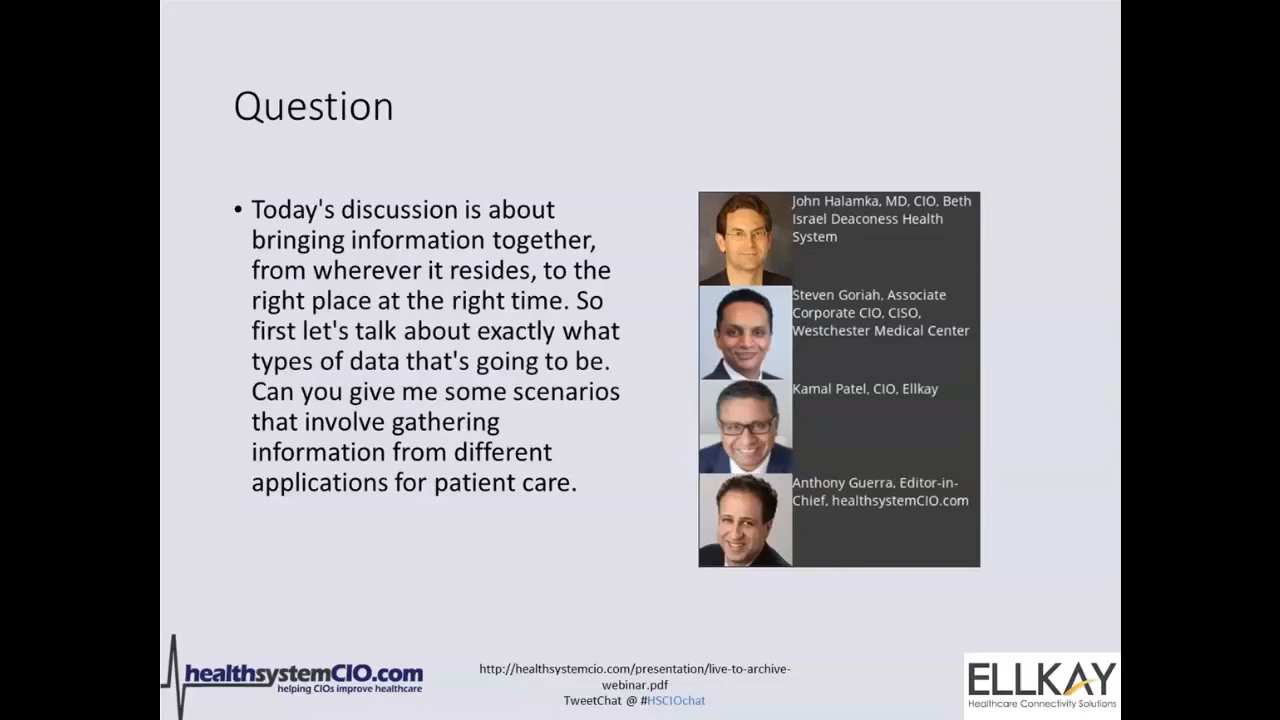 Question
• Today's discussion is about
bringing information together,
from wherever it resides, to the
right place at the right time. So
first let's talk about exactly what
types of data that's going to be.
Can you give me some scenarios
that involve gathering
information from different
applications for patient care.
John Halamka, MD, CIO, Beth
Israel Deaconess Health
System
Steven Goriah, Associate
Corporate CIO, CISO,
Westchester Medical Center
Kamal Patel, CIO, Ellkay
Anthony Guerra, Editor-in-
Chief, healthsystemCIO.com
healthsystemCIO.com
helping CIOs improve healthcare
http://healthsystemcio.com/presentation/live-to-archive-
webinar.pdf
TweetChat @ #HSCIOchat
ELLKAY
Healthcare Connectivity Solutions